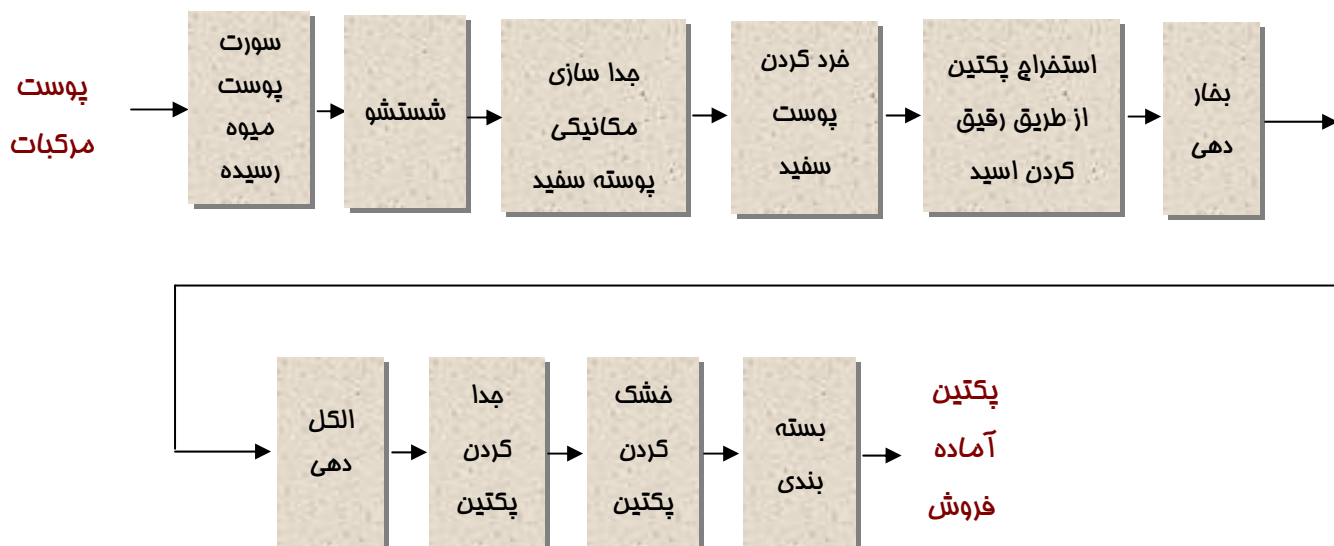 پوست
مرکبات
سورت
پوست
میوه
رسیده
شستشو
جدا سازی
مکانیکی
پوسته سفید
خرد کردن
پوست
سفید
استخراج پکتین
از طریق رقیق
کردن اسید
بخار
دهی
الکل
دهی
جدا
کردن
پکتین
خشک
کردن
پکتین
بسته
بندی
پکتین
آماده
فروش